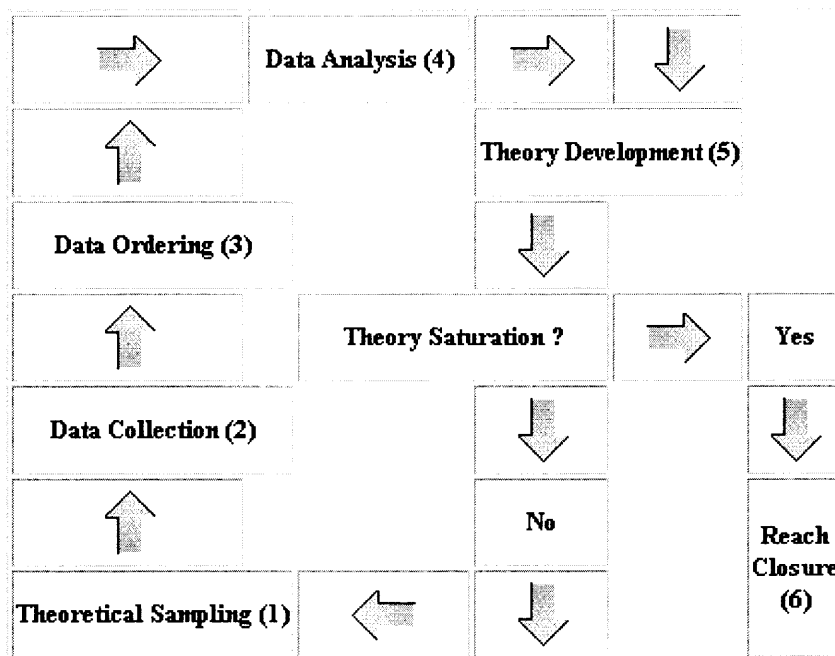 Data Analysis (4)
Theory Development (5)
Data Ordering (3)
Theory Saturation ?
Yes
Data Collection (2)
No
Reach
Closure
(6)
Theoretical Sampling (1)